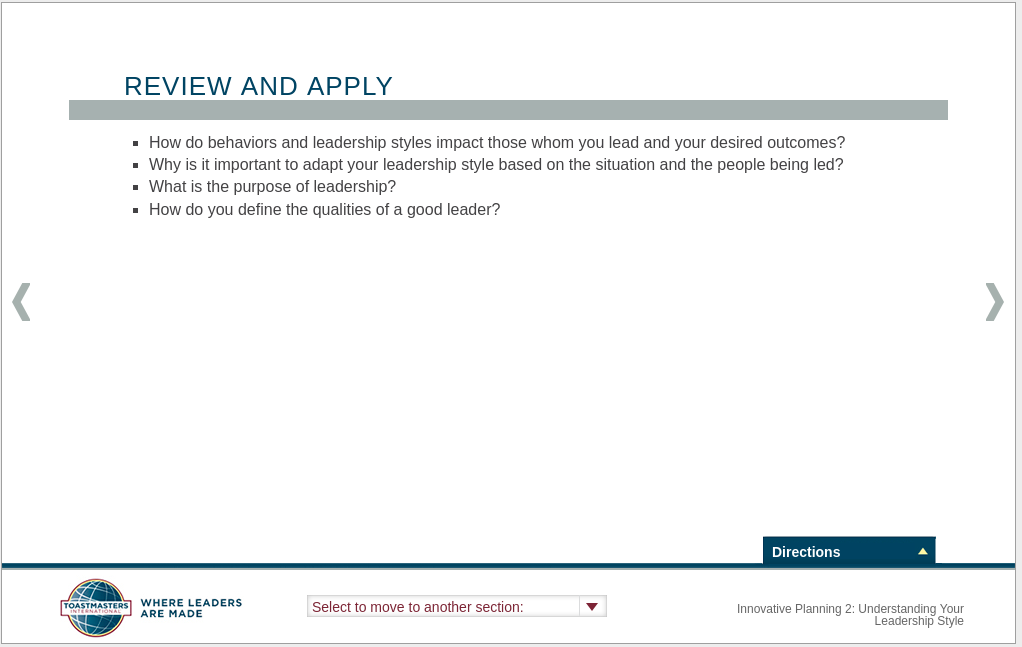 REVIEW AND APPLY
How do behaviors and leadership styles impact those whom you lead and your desired outcomes?
Why is it important to adapt your leadership style based on the situation and the people being led?
What is the purpose of leadership?
How do you define the qualities of a good leader?
Directions
TOASTMASTERS
INTERNATIONAL
WHERE LEADERS
ARE MADE
Select to move to another section:
Innovative Planning 2: Understanding Your
Leadership Style